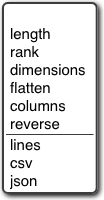 length
rank
dimensions
flatten
columns
reverse
lines
csv
json